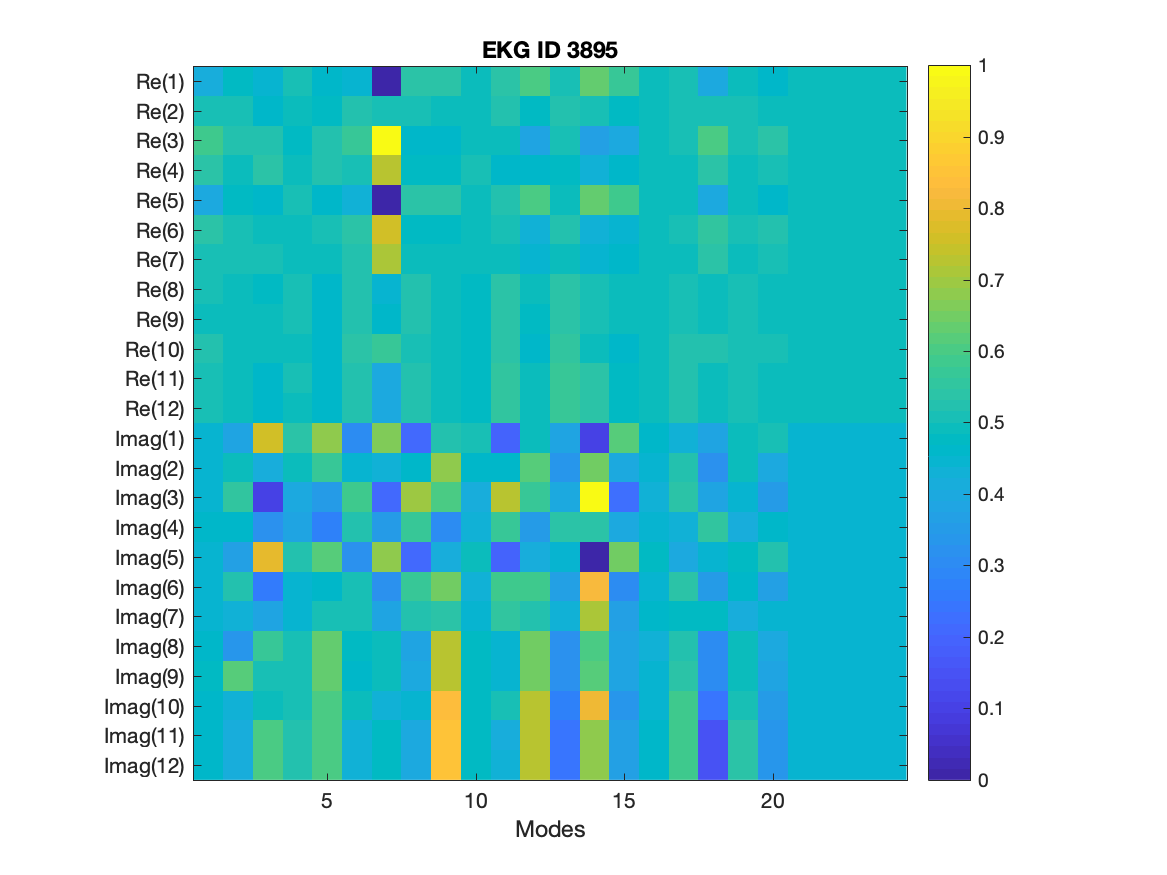 EKG ID 3895
Re(1)
Re(2)
Re(3)
Re(4)
Re(5)
Re(6)
Re(7)
Re(8)
Re(9)
Re(10)
Re(11)
Re(12)
Imag(1)
Imag(2)
Imag(3)
Imag(4)
Imag(5)
Imag(6)
Imag(7)
Imag(8)
Imag(9)
Imag(10)
Imag(11)
Imag(12)
5 10 15 20
Modes
1
0.9
0.8
0.7
0.6
0.5
0.4
0.3
0.2
0.1
0